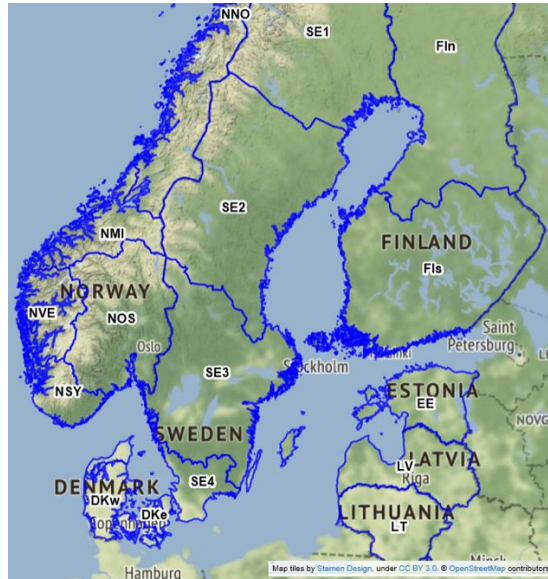 NNO
SE1
FIn
SE2
NMI
FINLAND
FIs
NORWAY
NVE
NOS
Oslo
Saint
Petersburg
SE3
NSY
ESTONIA
EE
NOVG
SWEDEN
LV
LATVIA
Riga
SE4
DENMARK
DKw
DKe
LITHUANIA
LT
Hamburg
Minsk
Map tiles by Stamen Design, under CC BY 3.0. © OpenStreetMap contributors